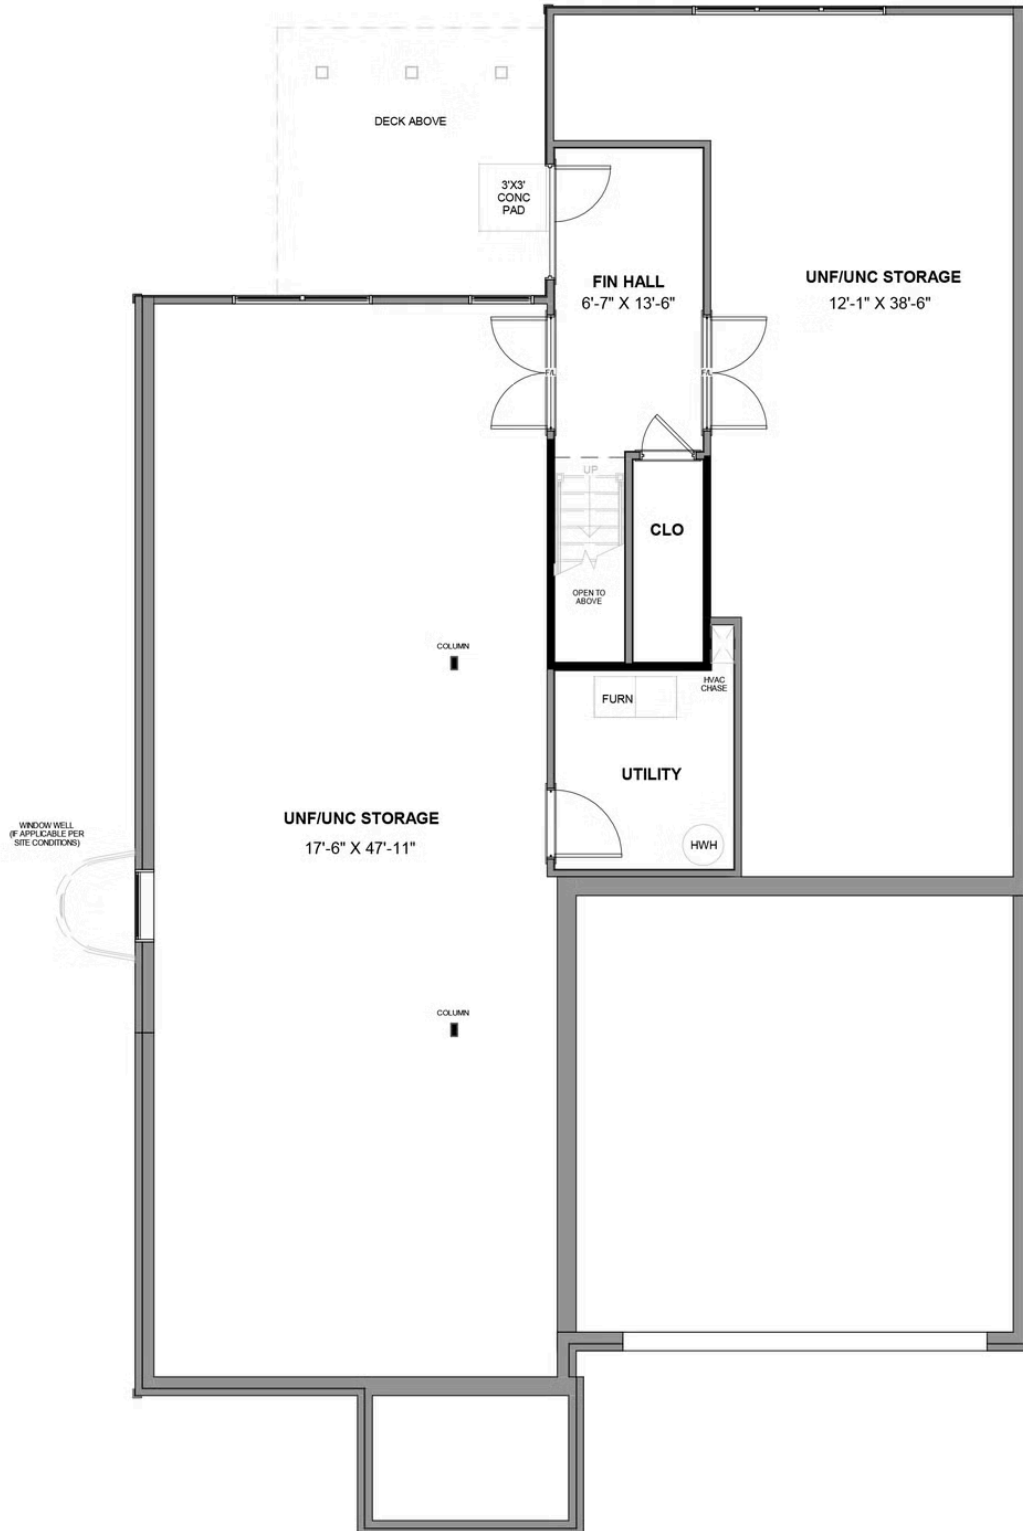 DECK ABOVE
3'X3'
CONC
PAD
FIN HALL
6'-7" X 13'-6"
UNF/UNC STORAGE
12'-1" X 38'-6"
F/L
F/L
UP
CLO
OPEN TO
ABOVE
COLUMN
HVAC
CHASE
FURN
UTILITY
UNF/UNC STORAGE
17'-6" X 47'-11"
WINDOW WELL
(IF APPLICABLE PER
SITE CONDITIONS)
HWH
COLUMN